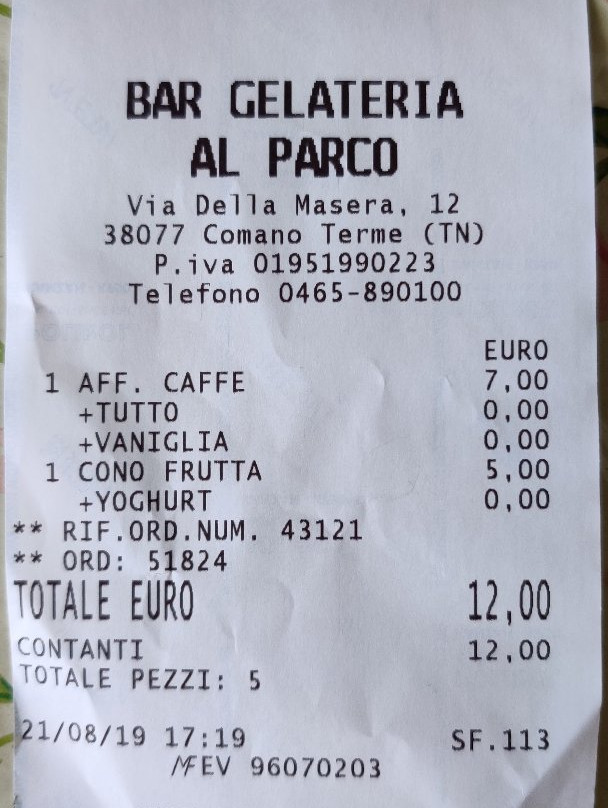 BAR GELATERIA
AL PARCO
Via Della Masera, 12
38077 Comano Terme (TN)
P.iva 01951990223
Telefono 0465-890100
EURO
1 AFF. CAFFE 7,00
+TUTTO 0,00
+VANIGLIA 0,00
1 CONO FRUTTA 5,00
+YOGHURT 0,00
** RIF.ORD.NUM. 43121
** ORD: 51824
TOTALE EURO 12,00
CONTANTI 12,00
TOTALE PEZZI: 5
21/08/19 17:19 SF.113
MFEV 96070203